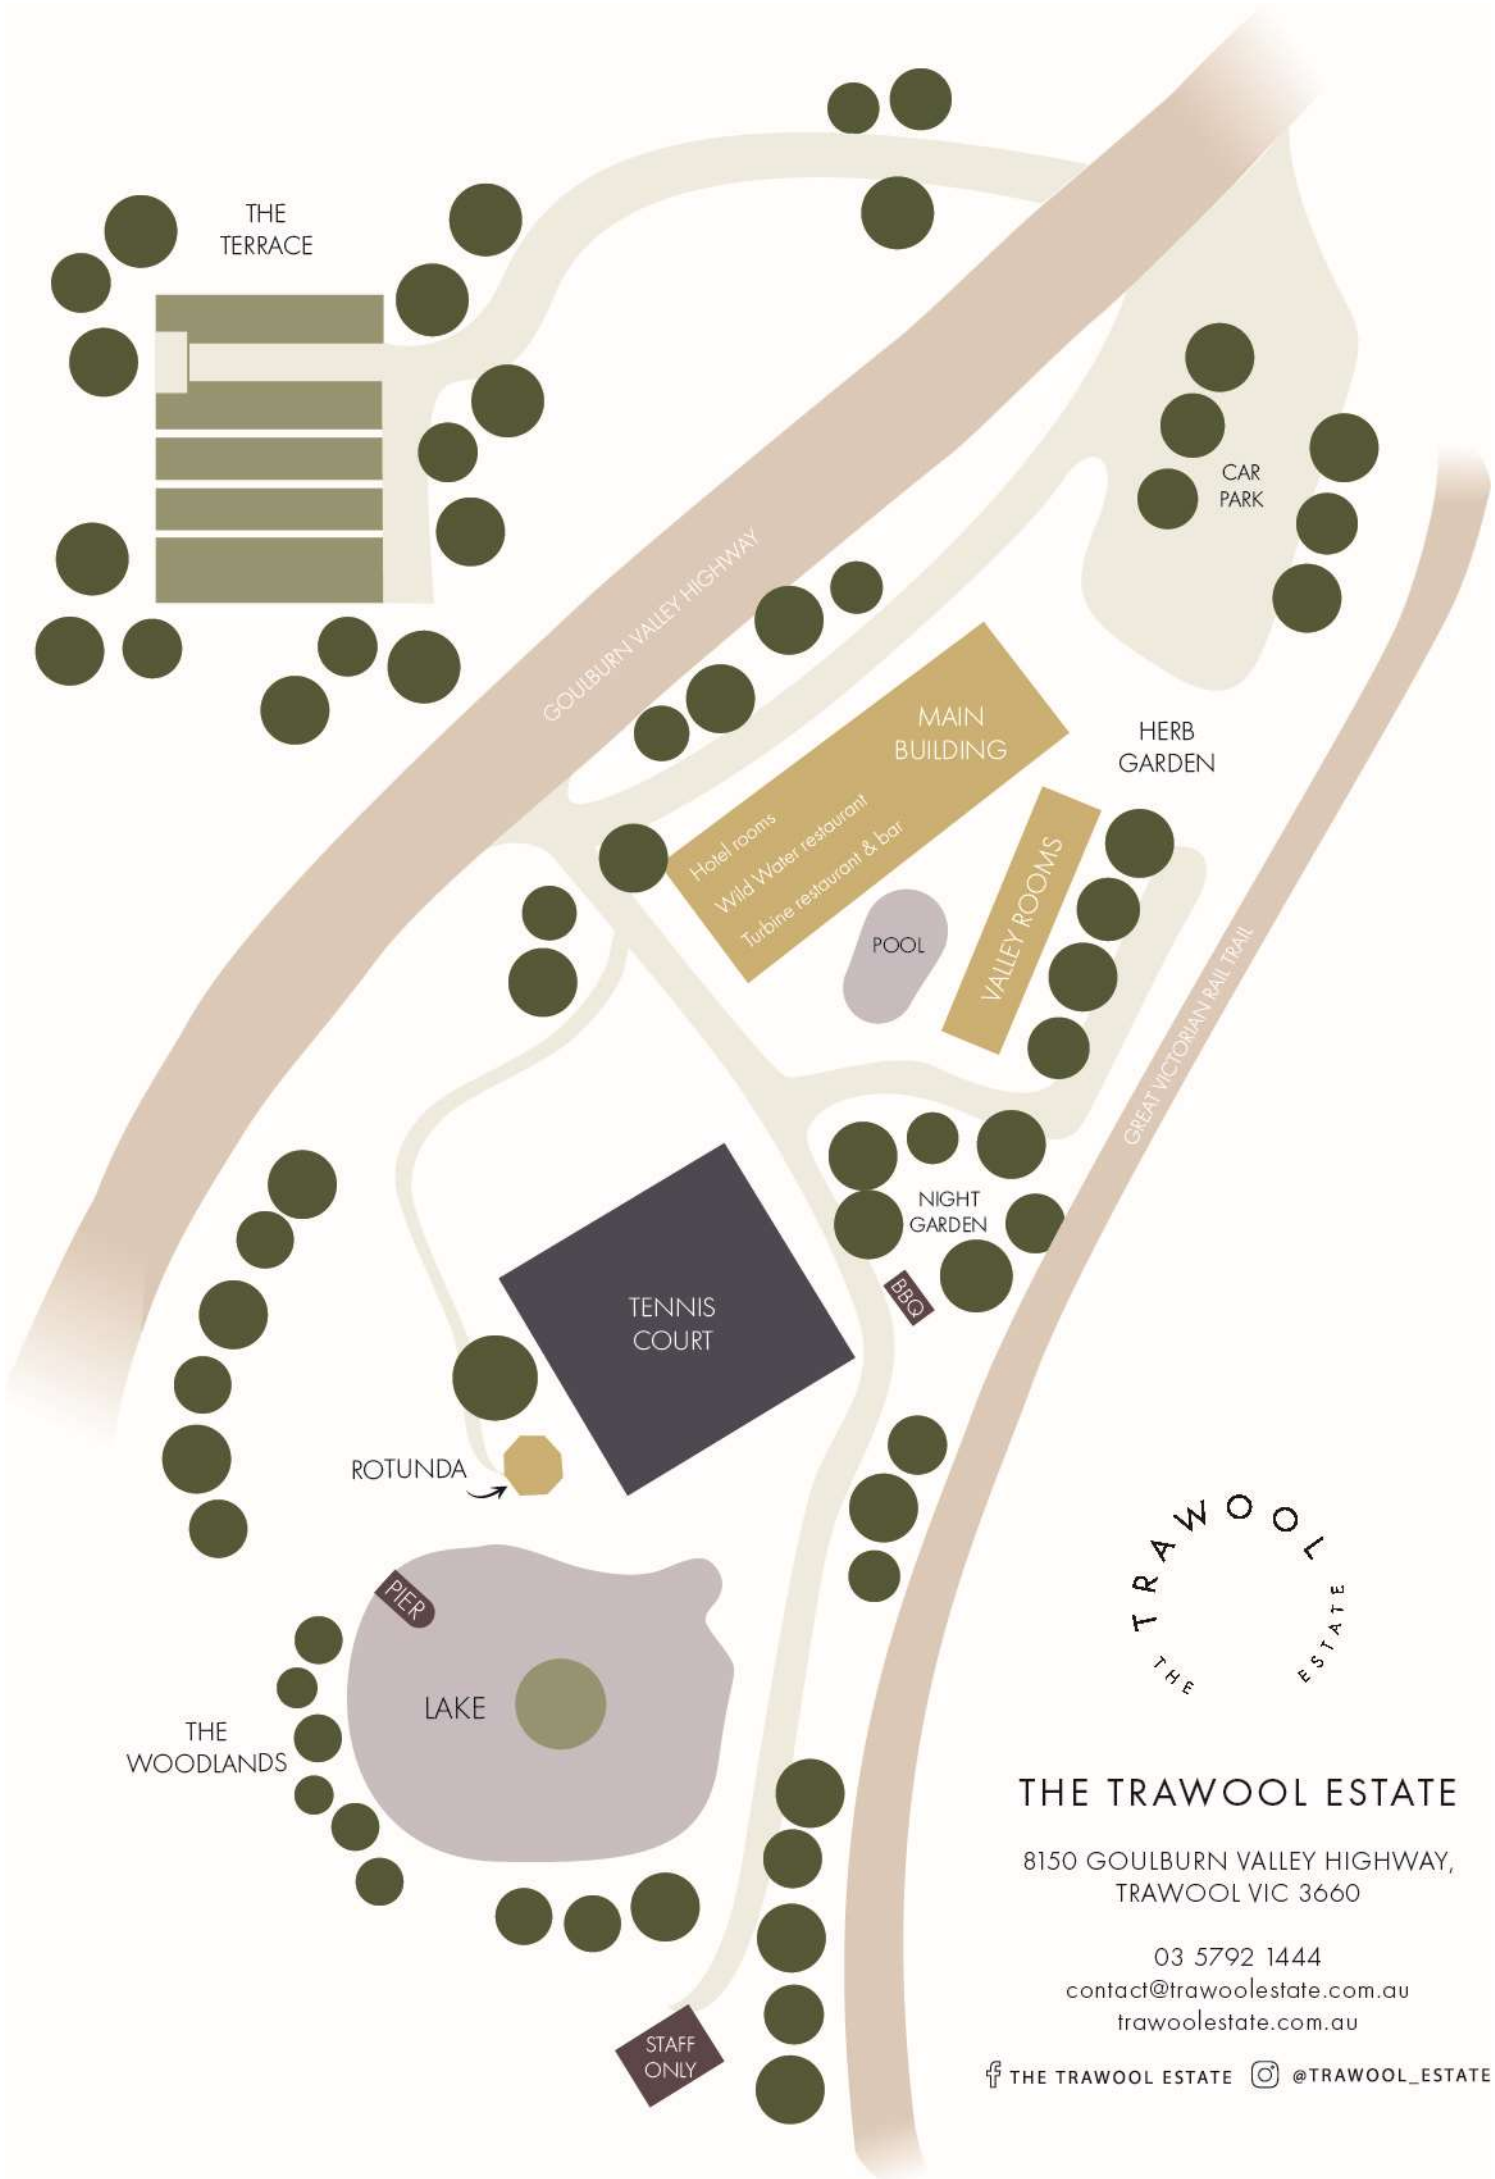 THE
TERRACE
CAR
PARK
GOULBURN VALLEY HIGHWAY
MAIN
BUILDING
Hotel rooms
Wild Water restaurant
Turbine restaurant & bar
HERB
GARDEN
POOL
VALLEY ROOMS
GREAT VICTORIAN RAIL TRAIL
NIGHT
GARDEN
BBQ
TENNIS
COURT
ROTUNDA
PIER
LAKE
THE
WOODLANDS
STAFF
ONLY
THE TRAWOOL ESTATE
THE TRAWOOL ESTATE
8150 GOULBURN VALLEY HIGHWAY,
TRAWOOL VIC 3660
03 5792 1444
contact@trawoolestate.com.au
trawoolestate.com.au
THE TRAWOOL ESTATE @TRAWOOL_ESTATE